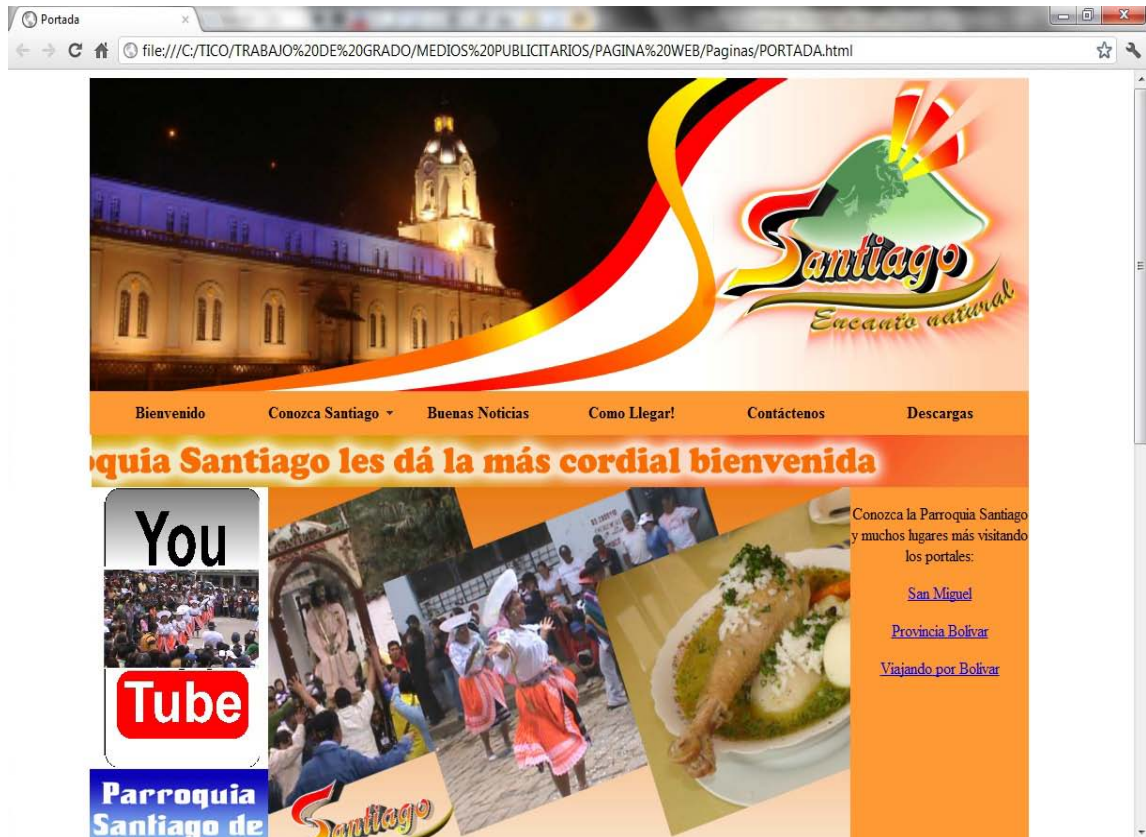 Portada
file:///C:/TICO/TRABAJO%20DE%20GRADO/MEDIOS%20PUBLICITARIOS/PAGINA%20WEB/Paginas/PORTADA.html
Santiago
Encanto natural
Bienvenido
Conozca Santiago
Buenas Noticias
Como Llegar!
Contáctenos
Descargas
quia Santiago les dá la más cordial bienvenida
You
Tube
Parroquia
Santiago de
Santiago
Conozca la Parroquia Santiago
y muchos lugares más visitando
los portales:
San Miguel
Provincia Bolívar
Viajando por Bolívar